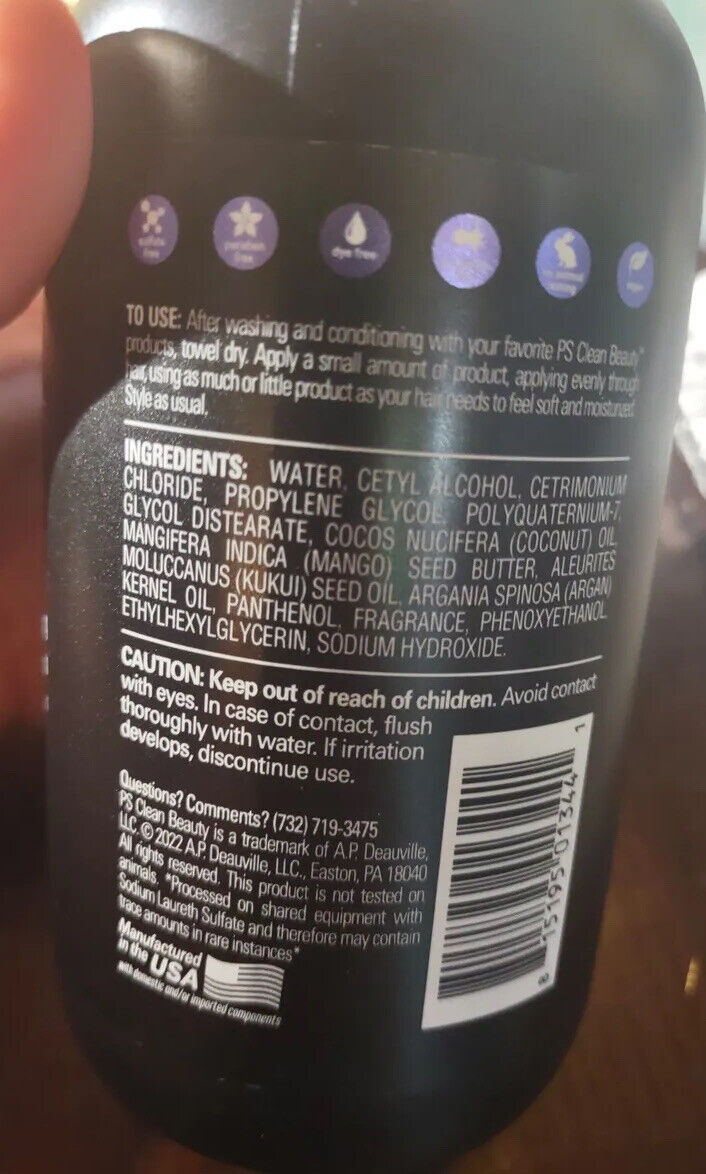 sulfate
free
paraben
free
dye free
no animal
testing
vegan
TO USE: After washing and conditioning with your favorite PS Clean Beauty™
products, towel dry. Apply a small amount of product, applying evenly through
hair, using as much or little product as your hair needs to feel soft and moisturized.
Style as usual.
INGREDIENTS: WATER, CETYL ALCOHOL, CETRIMONIUM
CHLORIDE, PROPYLENE GLYCOL, POLYQUATERNIUM-7,
GLYCOL DISTEARATE, COCOS NUCIFERA (COCONUT) OIL,
MANGIFERA INDICA (MANGO) SEED BUTTER, ALEURITES
MOLUCCANUS (KUKUI) SEED OIL, ARGANIA SPINOSA (ARGAN)
KERNEL OIL, PANTHENOL, FRAGRANCE, PHENOXYETHANOL,
ETHYLHEXYLGLYCERIN, SODIUM HYDROXIDE.
CAUTION: Keep out of reach of children. Avoid contact
with eyes. In case of contact, flush
thoroughly with water. If irritation
develops, discontinue use.
Questions? Comments? (732) 719-3475
PS Clean Beauty is a trademark of A.P. Deauville,
LLC. © 2022 A.P. Deauville, LLC., Easton, PA 18040
All rights reserved. This product is not tested on
animals. *Processed on shared equipment with
Sodium Laureth Sulfate and therefore may contain
trace amounts in rare instances*
Manufactured
in the USA
with domestic and/or imported components
8 15195 01344 1